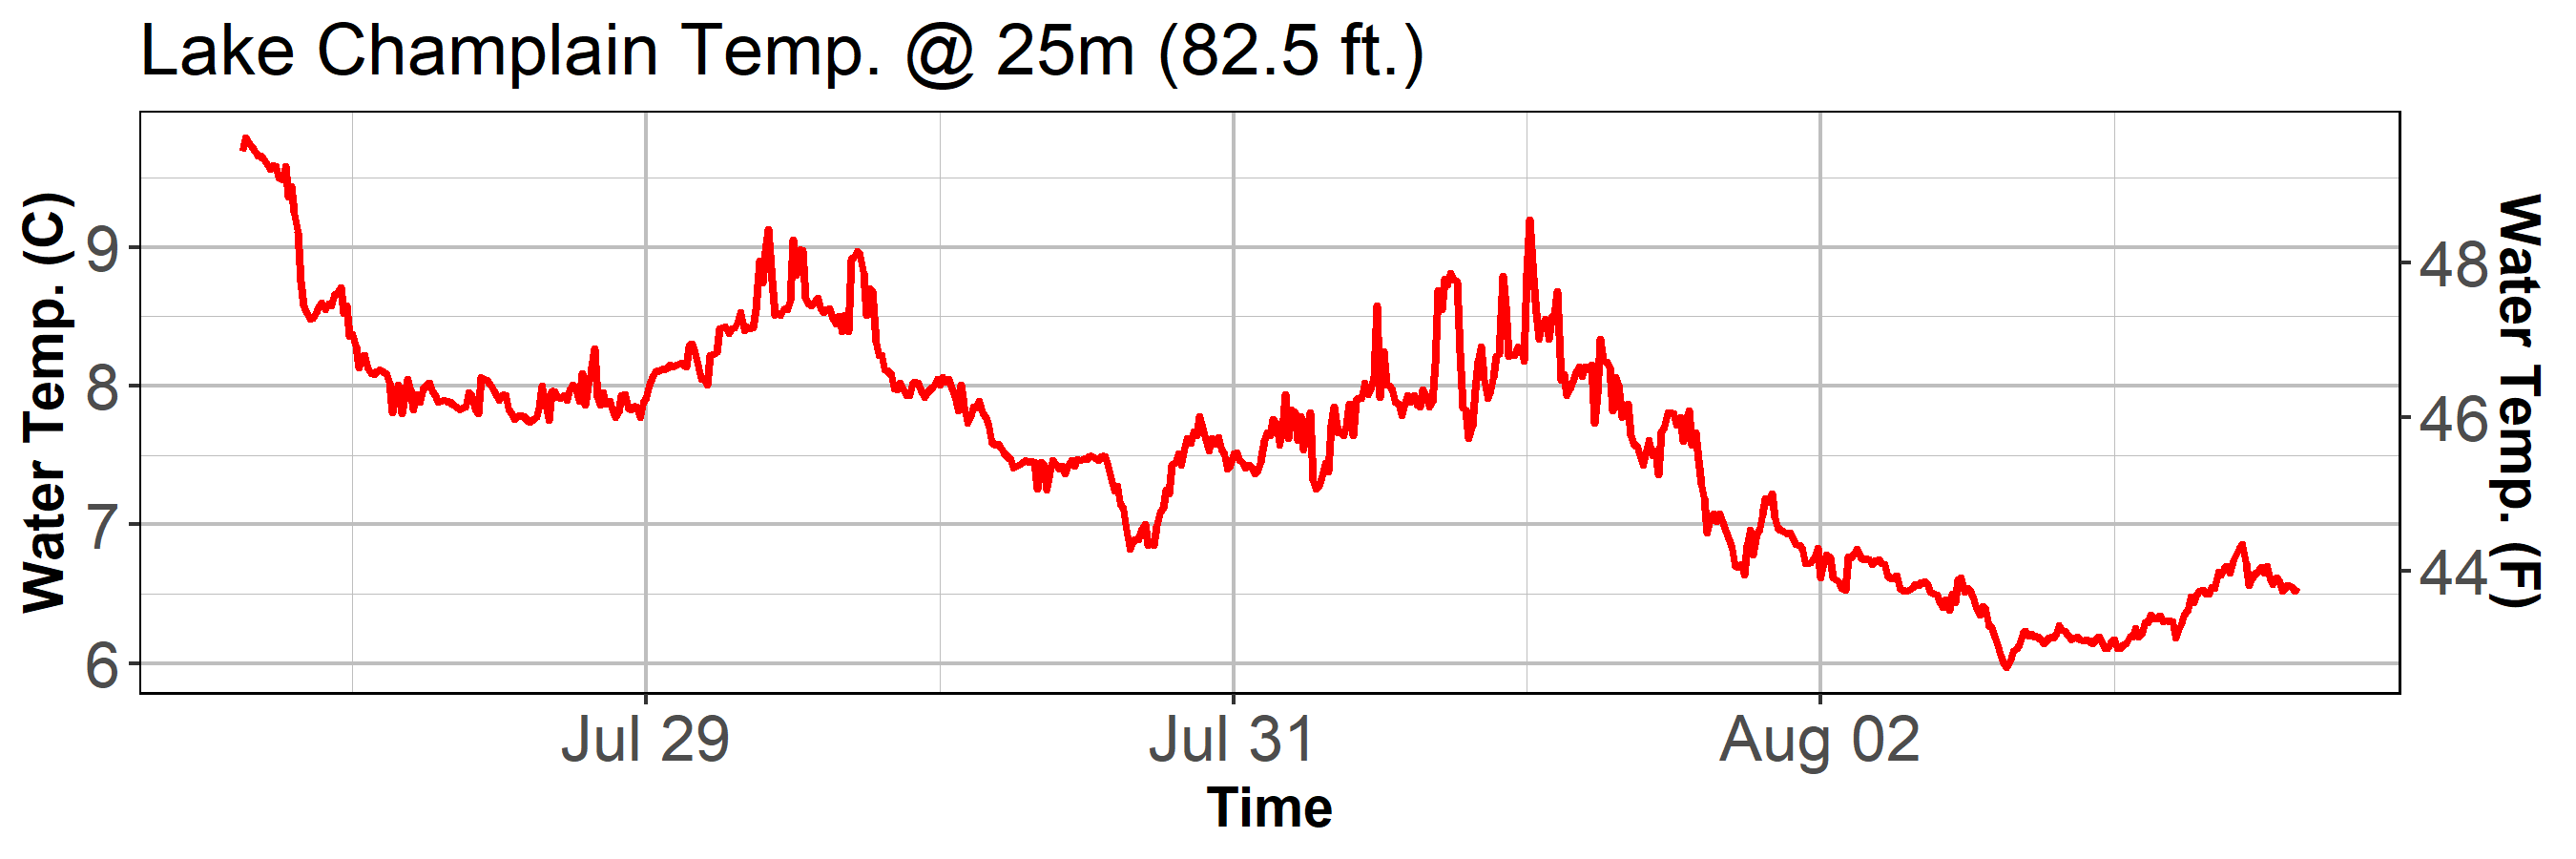 Lake Champlain Temp. @ 25m (82.5 ft.)
Water Temp. (C)
9
8
7
6
48
46
44
Water Temp. (F)
Jul 29
Jul 31
Aug 02
Time